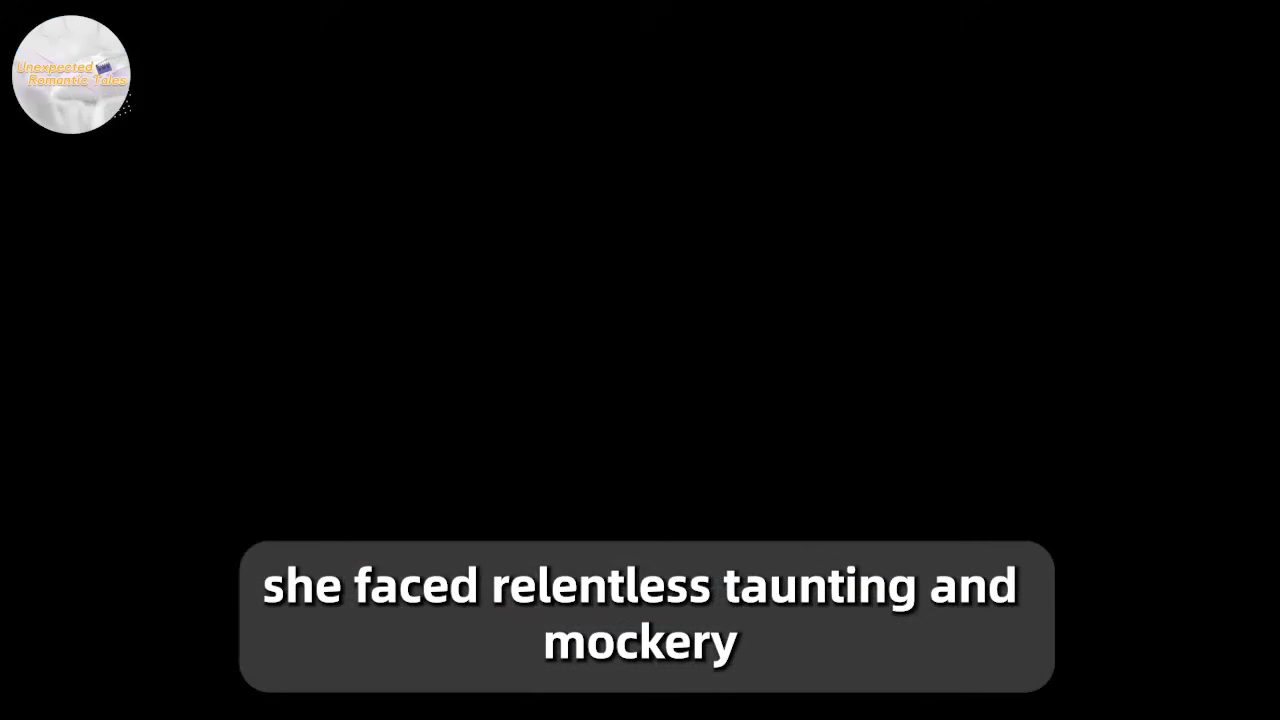 Unexpected
Romantic Tales
she faced relentless taunting and
mockery